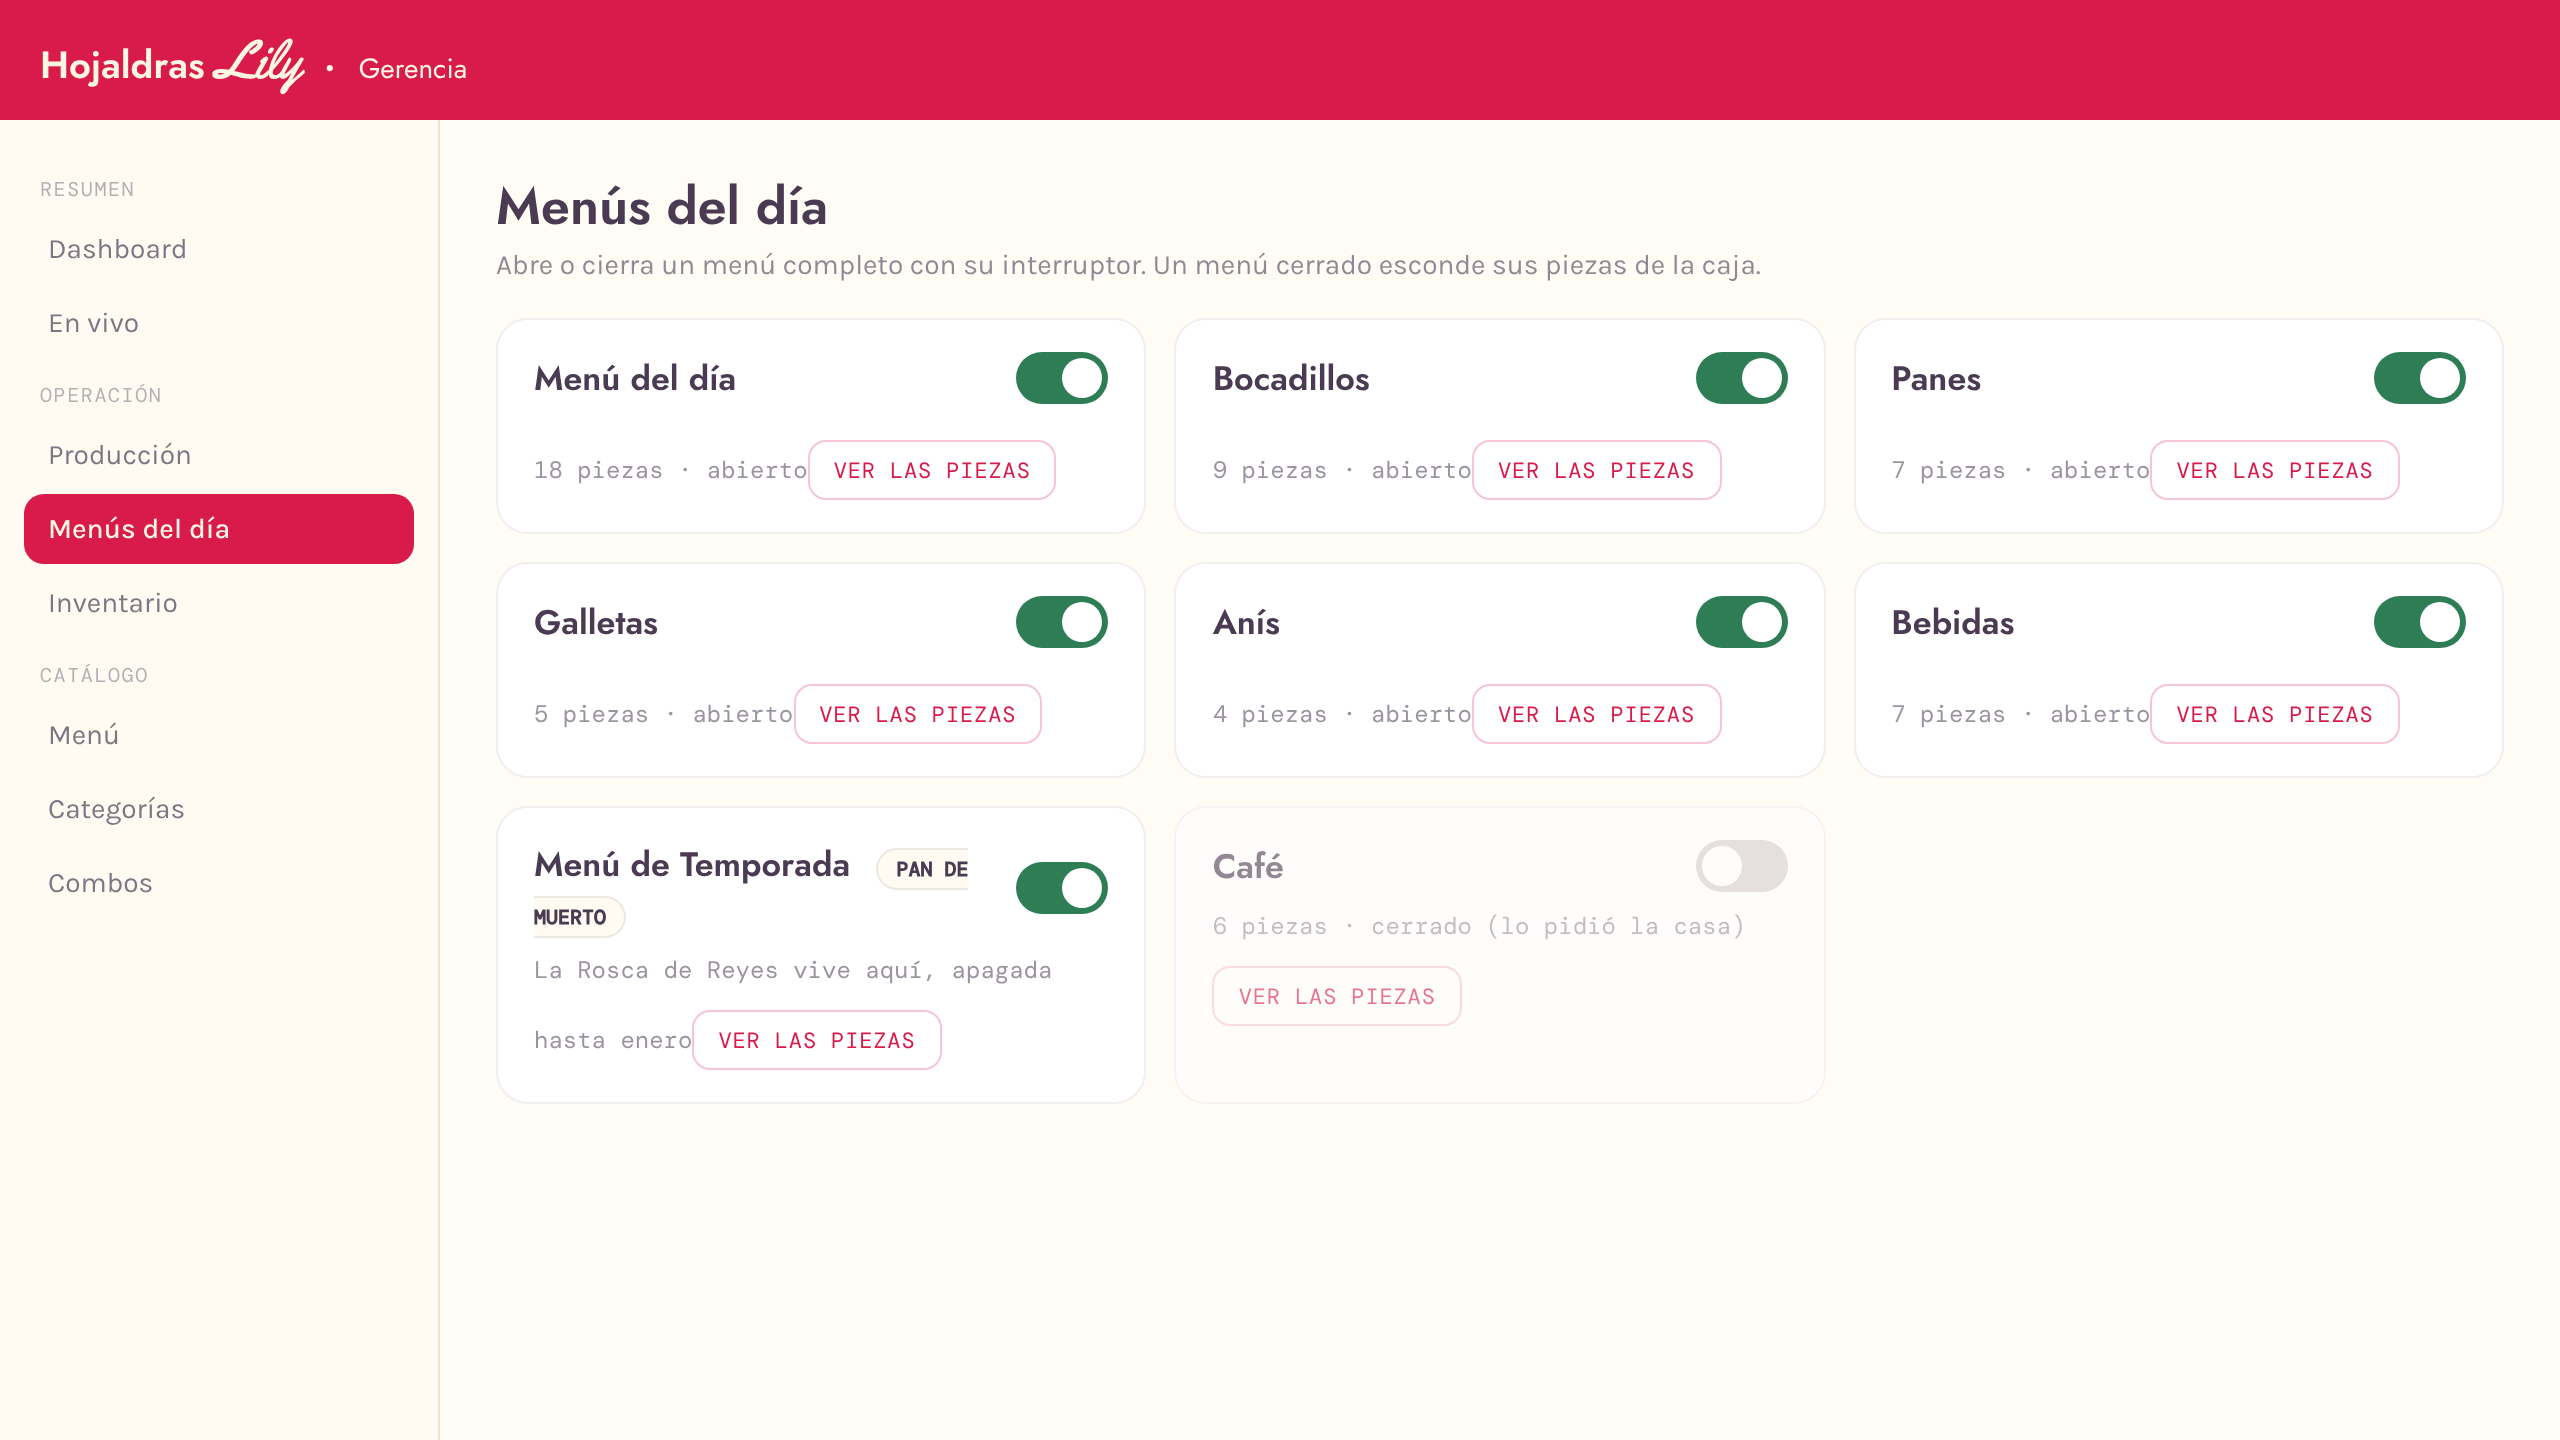 Hojaldras Lily • Gerencia
RESUMEN
Dashboard
En vivo
OPERACIÓN
Producción
Menús del día
Inventario
CATÁLOGO
Menú
Categorías
Combos
Menús del día
Abre o cierra un menú completo con su interruptor. Un menú cerrado esconde sus piezas de la caja.
Menú del día
18 piezas · abierto VER LAS PIEZAS
Bocadillos
9 piezas · abierto VER LAS PIEZAS
Panes
7 piezas · abierto VER LAS PIEZAS
Galletas
5 piezas · abierto VER LAS PIEZAS
Anís
4 piezas · abierto VER LAS PIEZAS
Bebidas
7 piezas · abierto VER LAS PIEZAS
Menú de Temporada PAN DE
MUERTO
La Rosca de Reyes vive aquí, apagada
hasta enero VER LAS PIEZAS
Café
6 piezas · cerrado (lo pidió la casa)
VER LAS PIEZAS